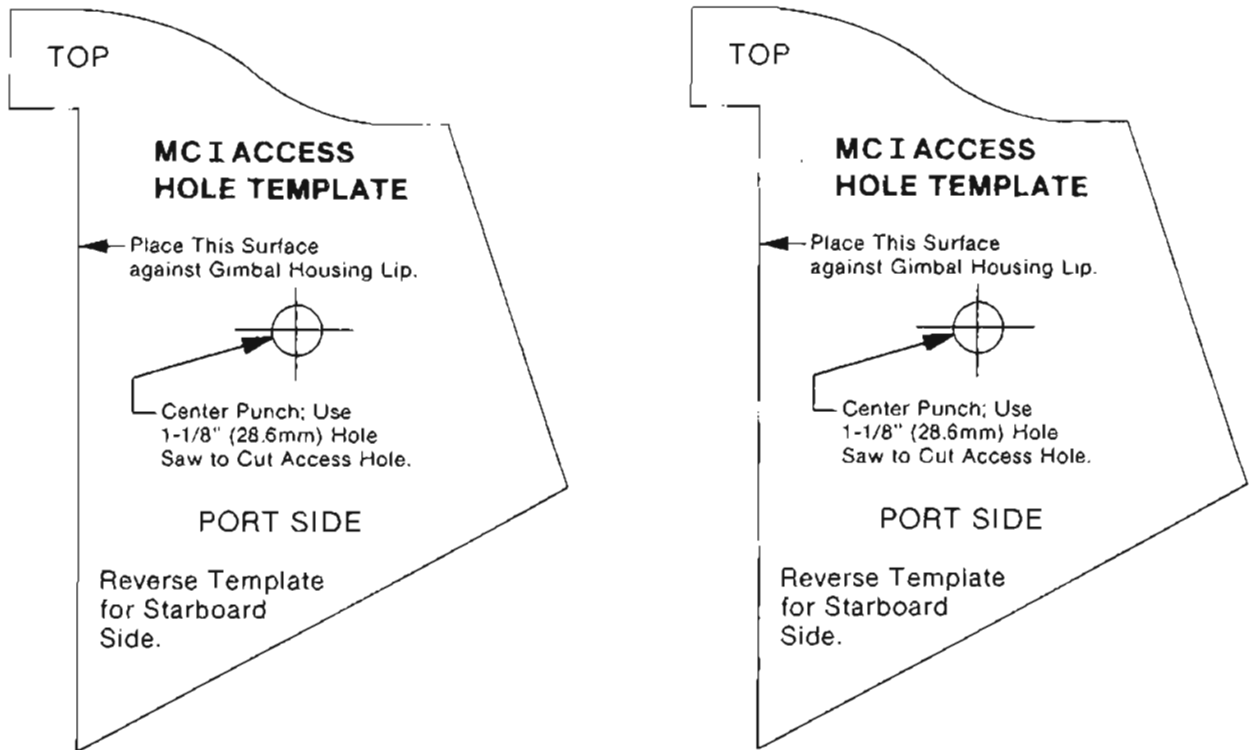 TOP
MC I ACCESS
HOLE TEMPLATE
Place This Surface
against Gimbal Housing Lip.
Center Punch; Use
1-1/8" (28.6mm) Hole
Saw to Cut Access Hole.
PORT SIDE
Reverse Template
for Starboard
Side.
TOP
MC I ACCESS
HOLE TEMPLATE
Place This Surface
against Gimbal Housing Lip.
Center Punch; Use
1-1/8" (28.6mm) Hole
Saw to Cut Access Hole.
PORT SIDE
Reverse Template
for Starboard
Side.